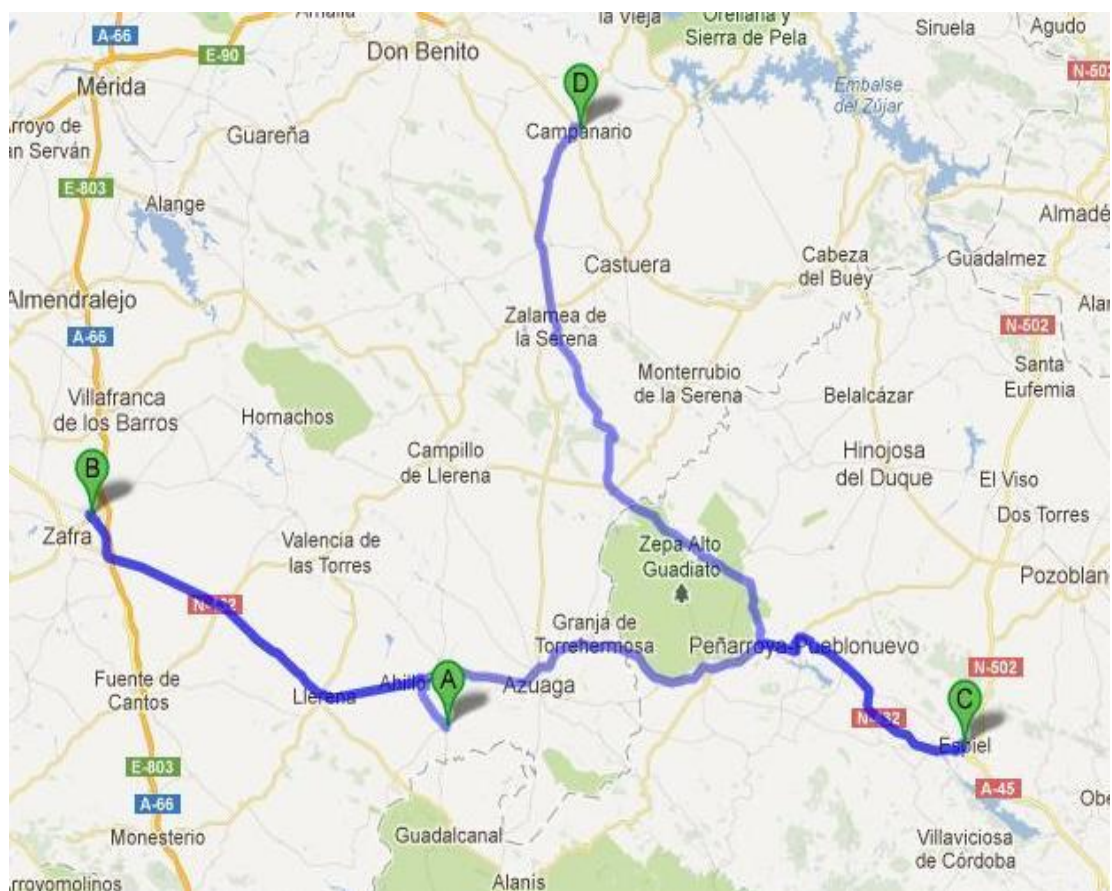 la Vieja
Orellana y
Sierra de Pela
Siruela
Agudo
A-66
E-90
Don Benito
N-502
Mérida
D
Embalse
del Zújar
Guareña
Campanario
E-803
Alange
Castuera
Cabeza
del Buey
Guadalmez
Almendralejo
Zalamea de
la Serena
N-502
A-66
Monterrubio
de la Serena
Santa
Eufemia
Villafranca
de los Barros
Hornachos
Belalcázar
Campillo
de Llerena
Hinojosa
del Duque
B
El Viso
Zafra
Dos Torres
Valencia de
las Torres
Zepa Alto
Guadiato
Granja de
Torrehermosa
Peñarroya-Pueblonuevo
N-502
Fuente de
Cantos
Llerena
Ahillo
A
Azuaga
C
Espiel
E-803
A-45
A-66
Monesterio
Guadalcanal
Villaviciosa
de Córdoba
Alanis